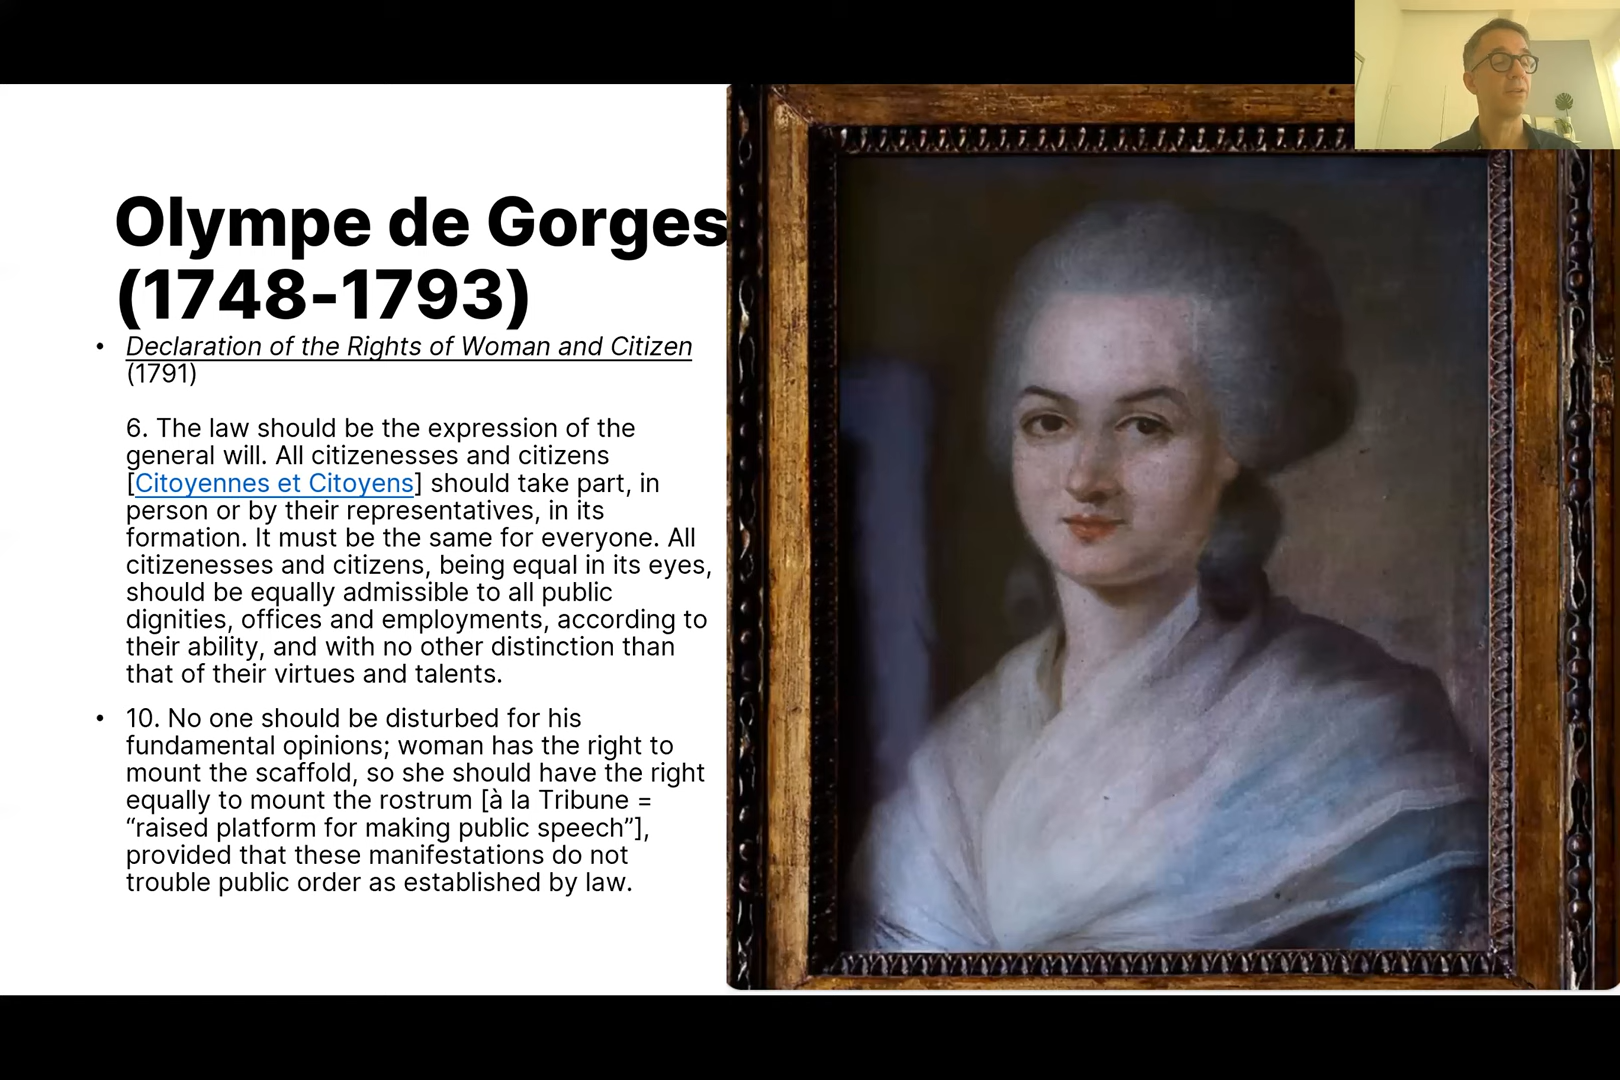 Olympe de Gorges
(1748-1793)
• Declaration of the Rights of Woman and Citizen
(1791)
6. The law should be the expression of the
general will. All citizenesses and citizens
[Citoyennes et Citoyens] should take part, in
person or by their representatives, in its
formation. It must be the same for everyone. All
citizenesses and citizens, being equal in its eyes,
should be equally admissible to all public
dignities, offices and employments, according to
their ability, and with no other distinction than
that of their virtues and talents.
• 10. No one should be disturbed for his
fundamental opinions; woman has the right to
mount the scaffold, so she should have the right
equally to mount the rostrum [à la Tribune =
“raised platform for making public speech”],
provided that these manifestations do not
trouble public order as established by law.